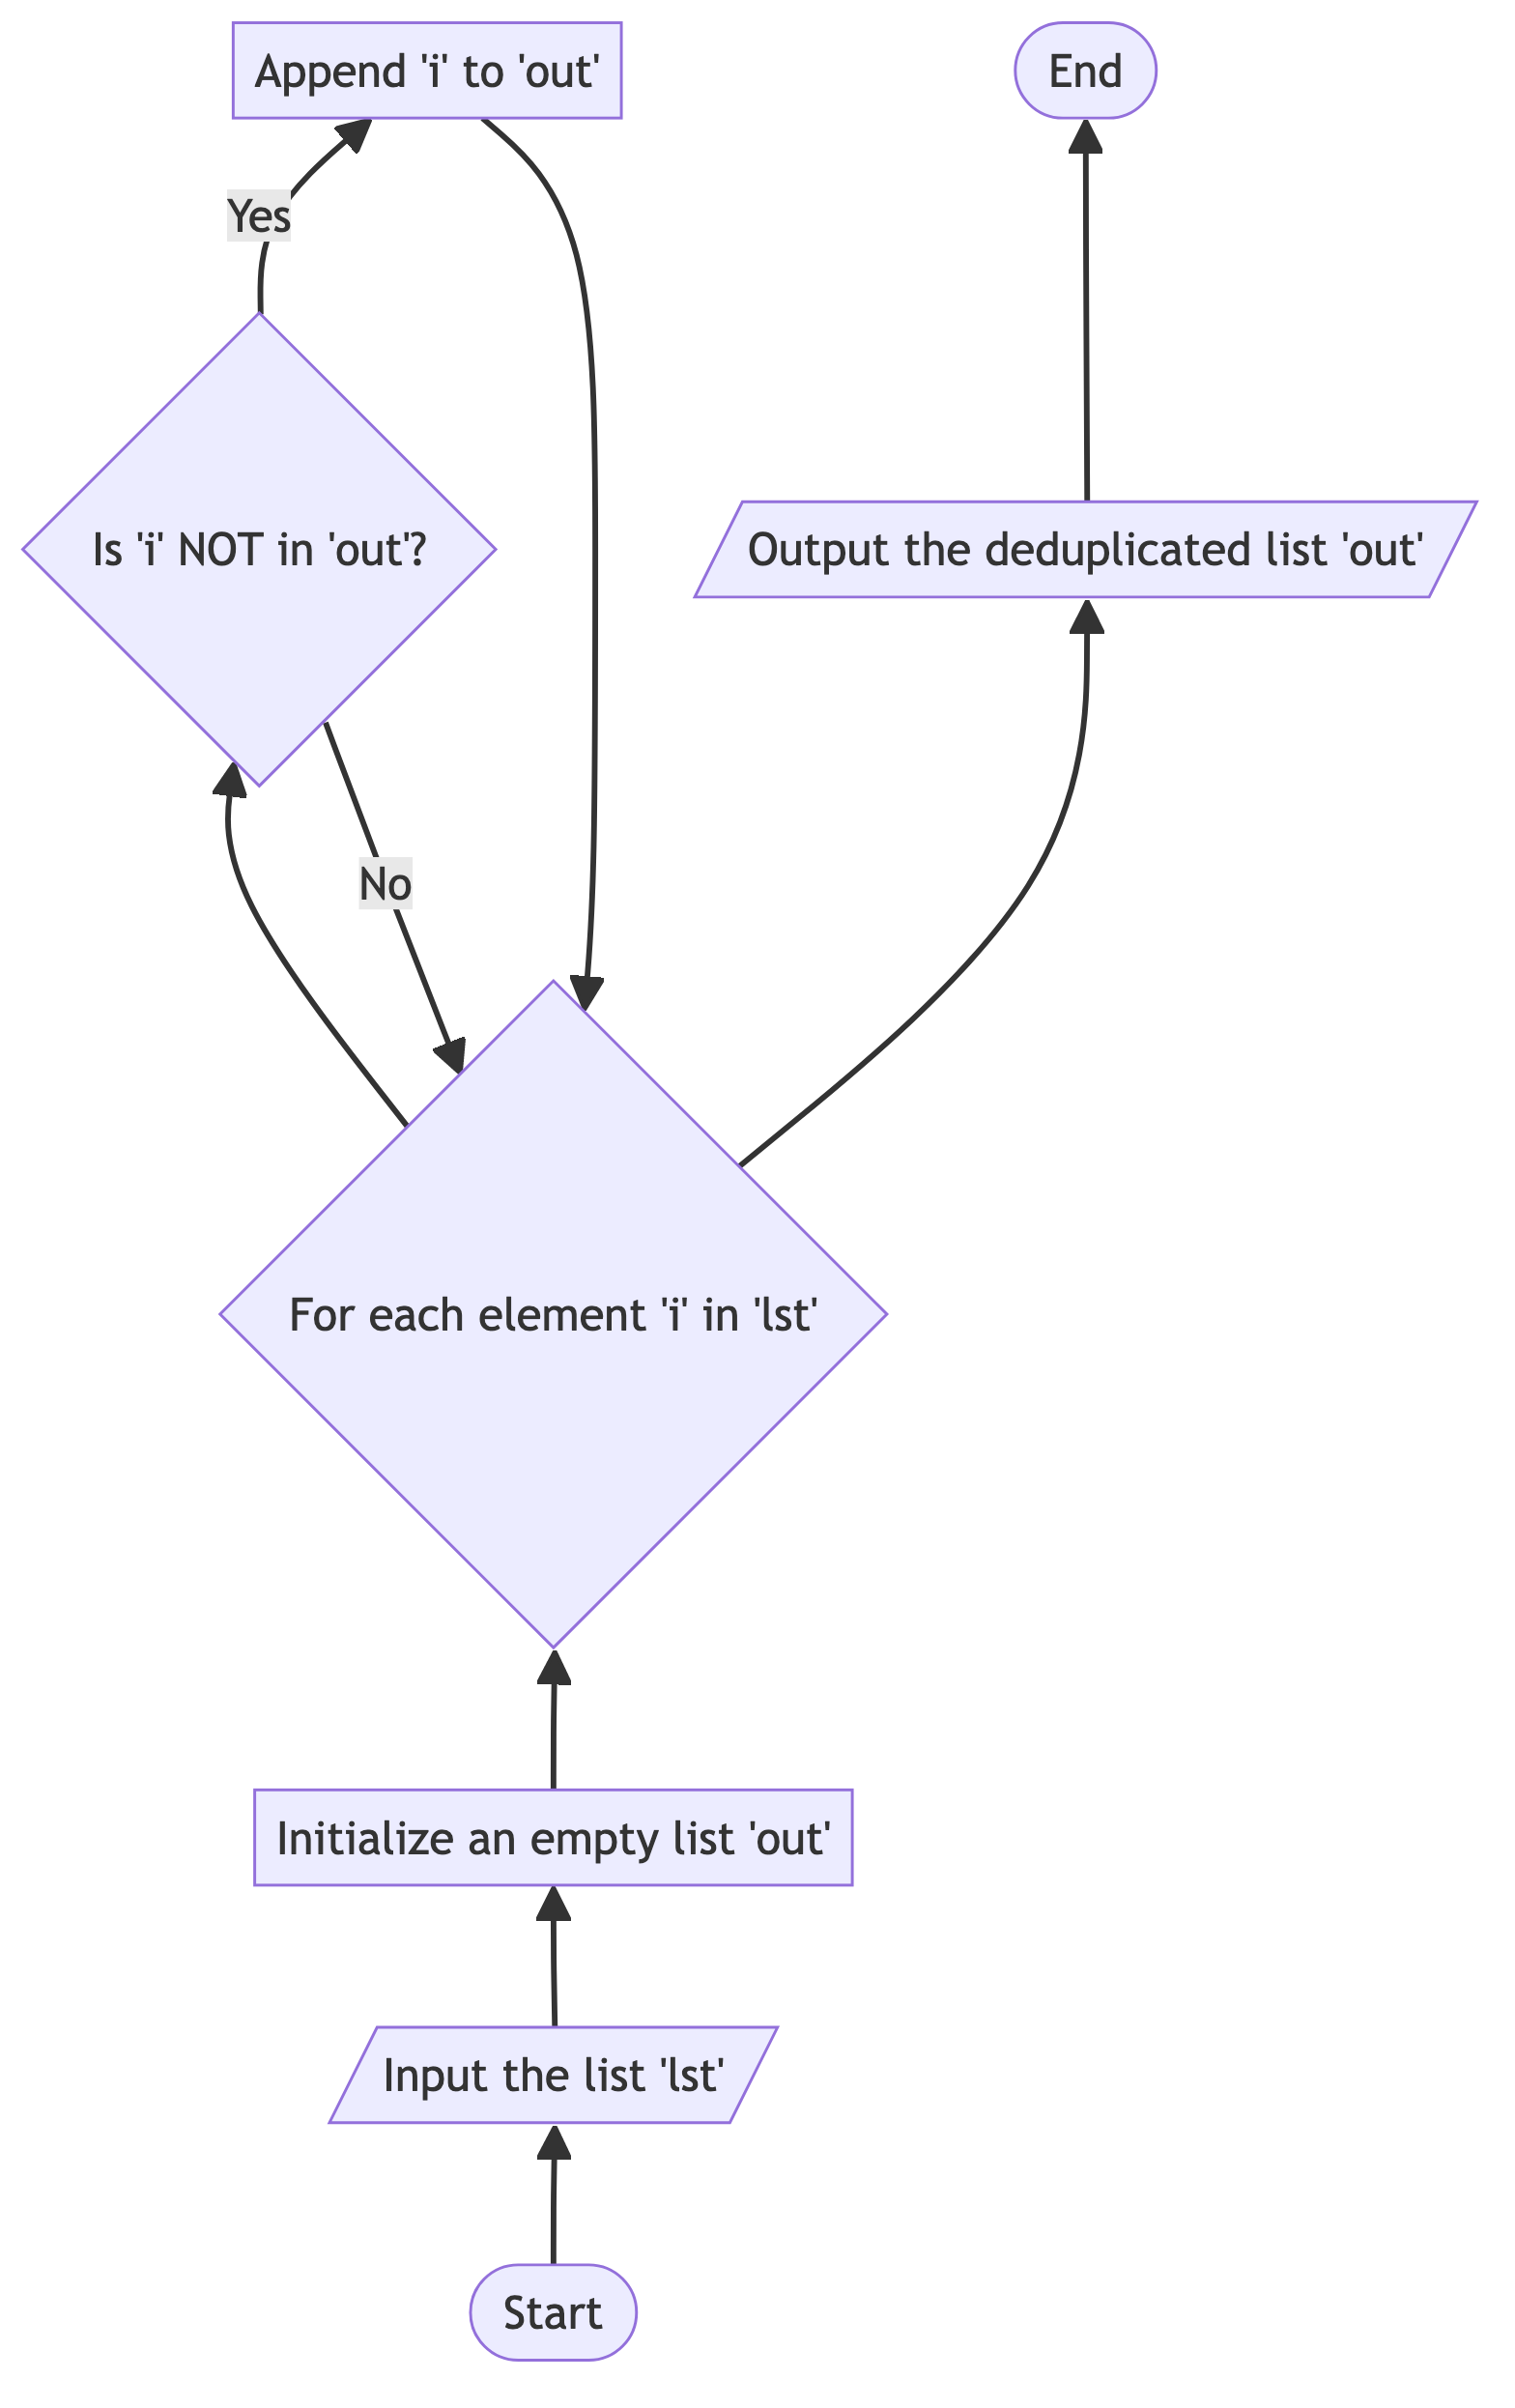 Append 'i' to 'out'
End
Yes
Is 'i' NOT in 'out'?
Output the deduplicated list 'out'
No
For each element 'i' in 'lst'
Initialize an empty list 'out'
Input the list 'lst'
Start